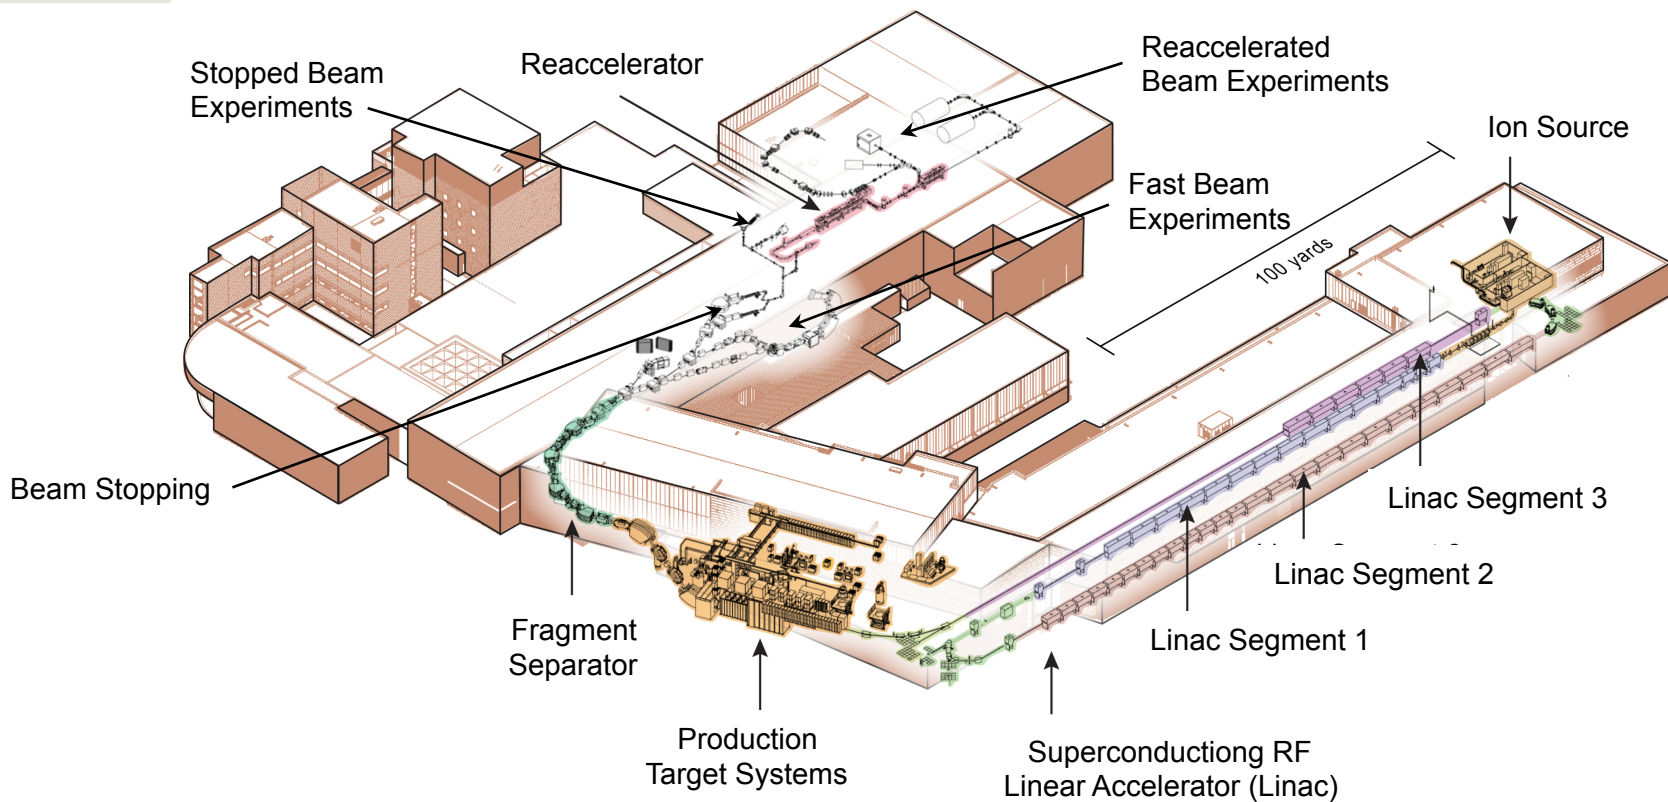 Stopped Beam
Experiments
Reaccelerator
Reaccelerated
Beam Experiments
Ion Source
Fast Beam
Experiments
100 yards
Beam Stopping
Linac Segment 3
Linac Segment 2
Linac Segment 1
Fragment
Separator
Production
Target Systems
Superconductiong RF
Linear Accelerator (Linac)